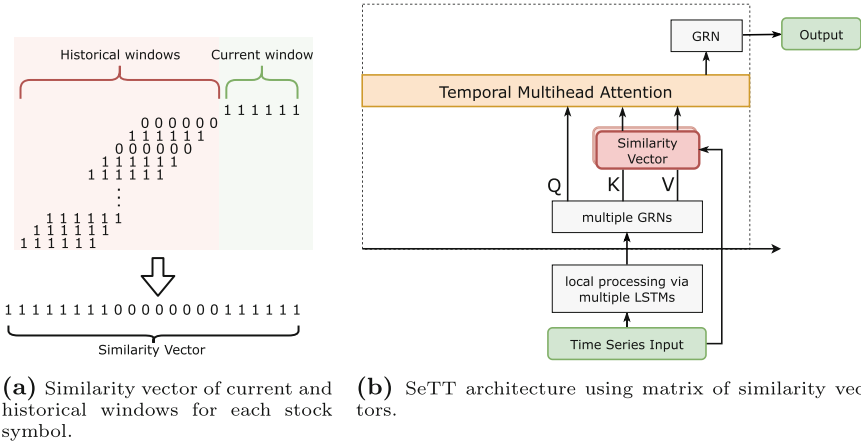 Historical windows
Current window
1 1 1 1 1 1
0 0 0 0 0 0
1 1 1 1 1 1
0 0 0 0 0 0
1 1 1 1 1 1
1 1 1 1 1 1
1 1 1 1 1 1
1 1 1 1 1 1
1 1 1 1 1 1
1 1 1 1 1 1 1 1 0 0 0 0 0 0 0 0 1 1 1 1 1 1
Similarity Vector
(a) Similarity vector of current and
historical windows for each stock
symbol.
GRN
Output
Temporal Multihead Attention
Similarity
Vector
Q
K
V
multiple GRNs
local processing via
multiple LSTMs
Time Series Input
(b) SeTT architecture using matrix of similarity vec
tors.